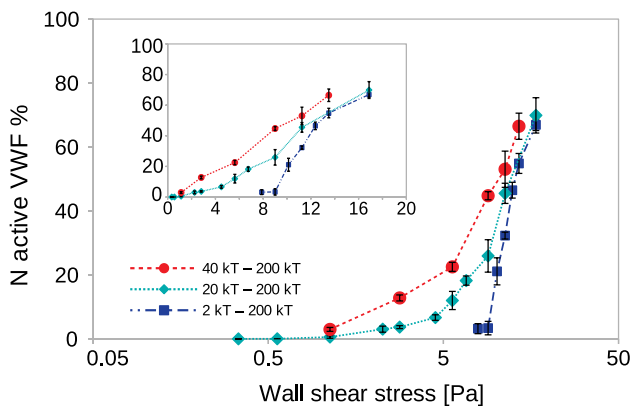 100
80
60
40
20
0
N active VWF %
100
80
60
40
20
0
0 4 8 12 16 20
40 kT – 200 kT
20 kT – 200 kT
2 kT – 200 kT
0.05 0.5 5 50
Wall shear stress [Pa]